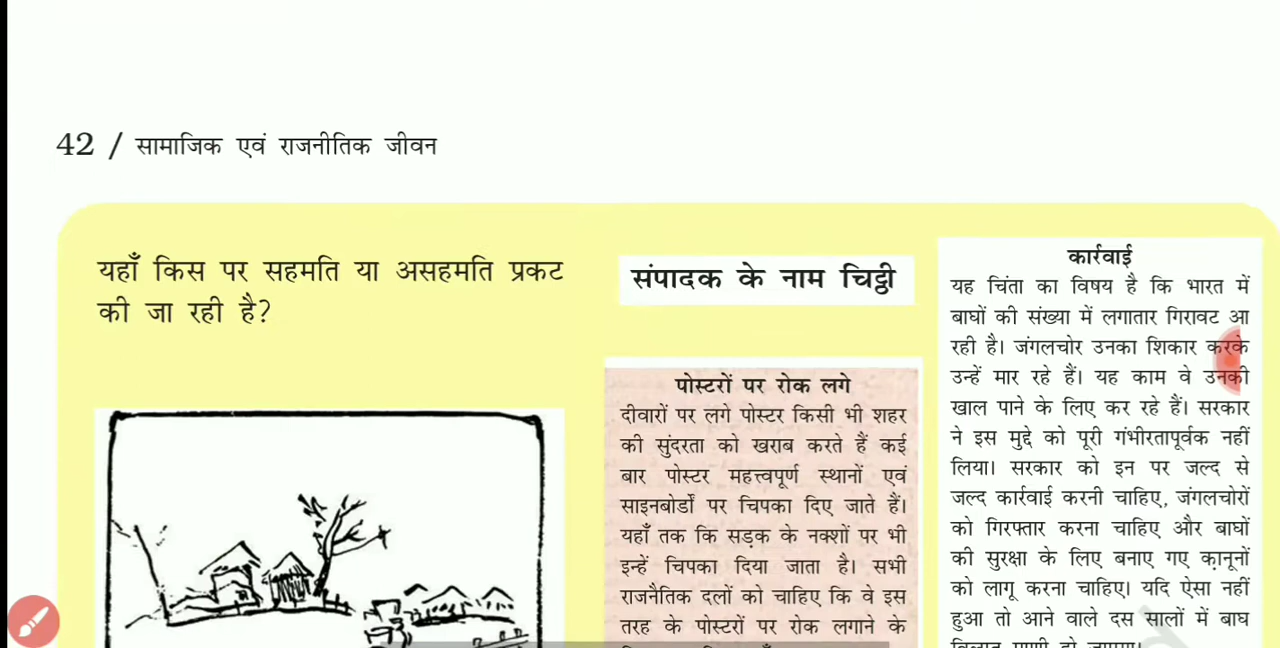 42 / सामाजिक एवं राजनीतिक जीवन
यहाँ किस पर सहमति या असहमति प्रकट
की जा रही है?
संपादक के नाम चिट्ठी
पोस्टरों पर रोक लगे
दीवारों पर लगे पोस्टर किसी भी शहर
की सुंदरता को खराब करते हैं कई
बार पोस्टर महत्त्वपूर्ण स्थानों एवं
साइनबोर्डों पर चिपका दिए जाते हैं।
यहाँ तक कि सड़क के नक्शों पर भी
इन्हें चिपका दिया जाता है। सभी
राजनैतिक दलों को चाहिए कि वे इस
तरह के पोस्टरों पर रोक लगाने के
कार्रवाई
यह चिंता का विषय है कि भारत में
बाघों की संख्या में लगातार गिरावट आ
रही है। जंगलचोर उनका शिकार करके
उन्हें मार रहे हैं। यह काम वे उनकी
खाल पाने के लिए कर रहे हैं। सरकार
ने इस मुद्दे को पूरी गंभीरतापूर्वक नहीं
लिया। सरकार को इन पर जल्द से
जल्द कार्रवाई करनी चाहिए, जंगलचोरों
को गिरफ्तार करना चाहिए और बाघों
की सुरक्षा के लिए बनाए गए क़ानूनों
को लागू करना चाहिए। यदि ऐसा नहीं
हुआ तो आने वाले दस सालों में बाघ